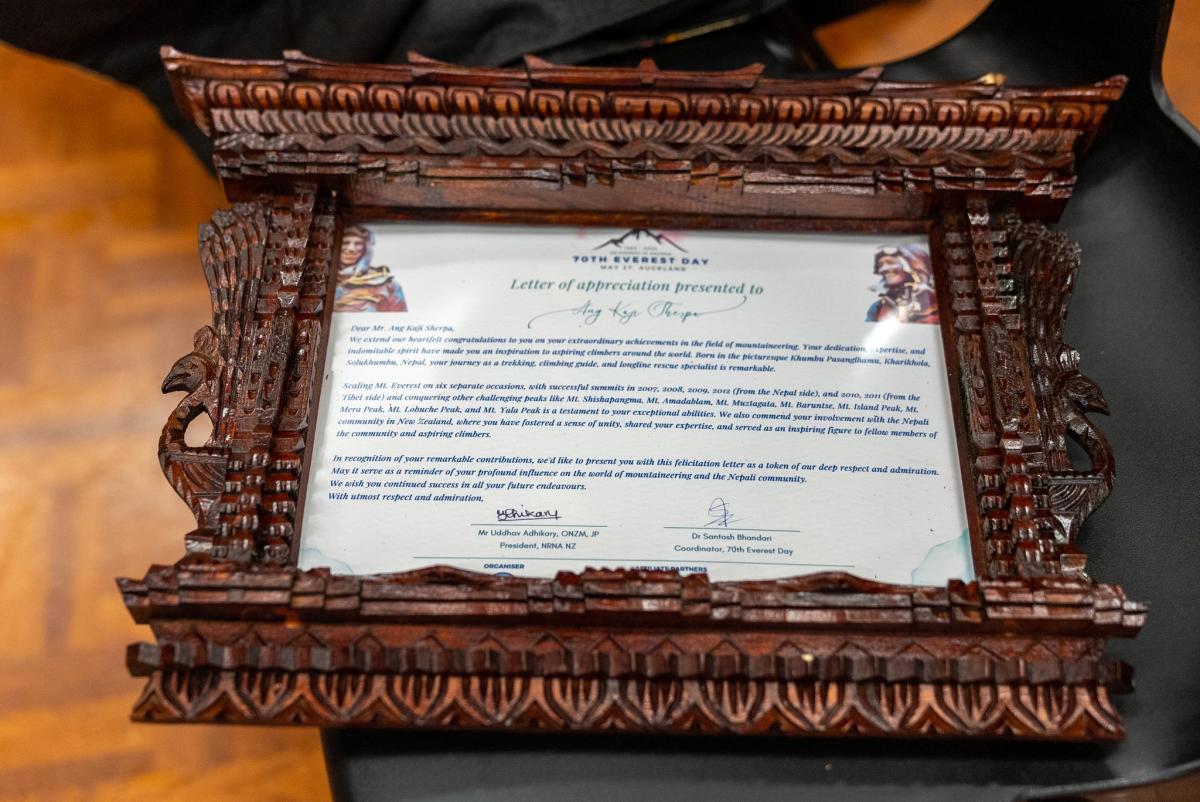 70TH EVEREST DAY
MAY 27, AUCKLAND
Letter of appreciation presented to
Ang Kaji Sherpa
Dear Mr. Ang Kaji Sherpa,
We extend our heartfelt congratulations to you on your extraordinary achievements in the field of mountaineering. Your dedication, expertise, and
indomitable spirit have made you an inspiration to aspiring climbers around the world. Born in the picturesque Khumbu Pasanglhamu, Kharikhola,
Solukhumbu, Nepal, your journey as a trekking, climbing guide, and longline rescue specialist is remarkable.
Scaling Mt. Everest on six separate occasions, with successful summits in 2007, 2008, 2009, 2012 (from the Nepal side), and 2010, 2011 (from the
Tibet side) and conquering other challenging peaks like Mt. Shishapangma, Mt. Amadablam, Mt. Muztagata, Mt. Baruntse, Mt. Island Peak, Mt.
Mera Peak, Mt. Lobuche Peak, and Mt. Yala Peak is a testament to your exceptional abilities. We also commend your involvement with the Nepali
community in New Zealand, where you have fostered a sense of unity, shared your expertise, and served as an inspiring figure to fellow members of
the community and aspiring climbers.
In recognition of your remarkable contributions, we'd like to present you with this felicitation letter as a token of our deep respect and admiration.
May it serve as a reminder of your profound influence on the world of mountaineering and the Nepali community.
We wish you continued success in all your future endeavours.
With utmost respect and admiration,
Mr Uddhav Adhikary, ONZM, JP
President, NRNA NZ
Dr Santosh Bhandari
Coordinator, 70th Everest Day
ORGANISER
AFFILIATE PARTNERS